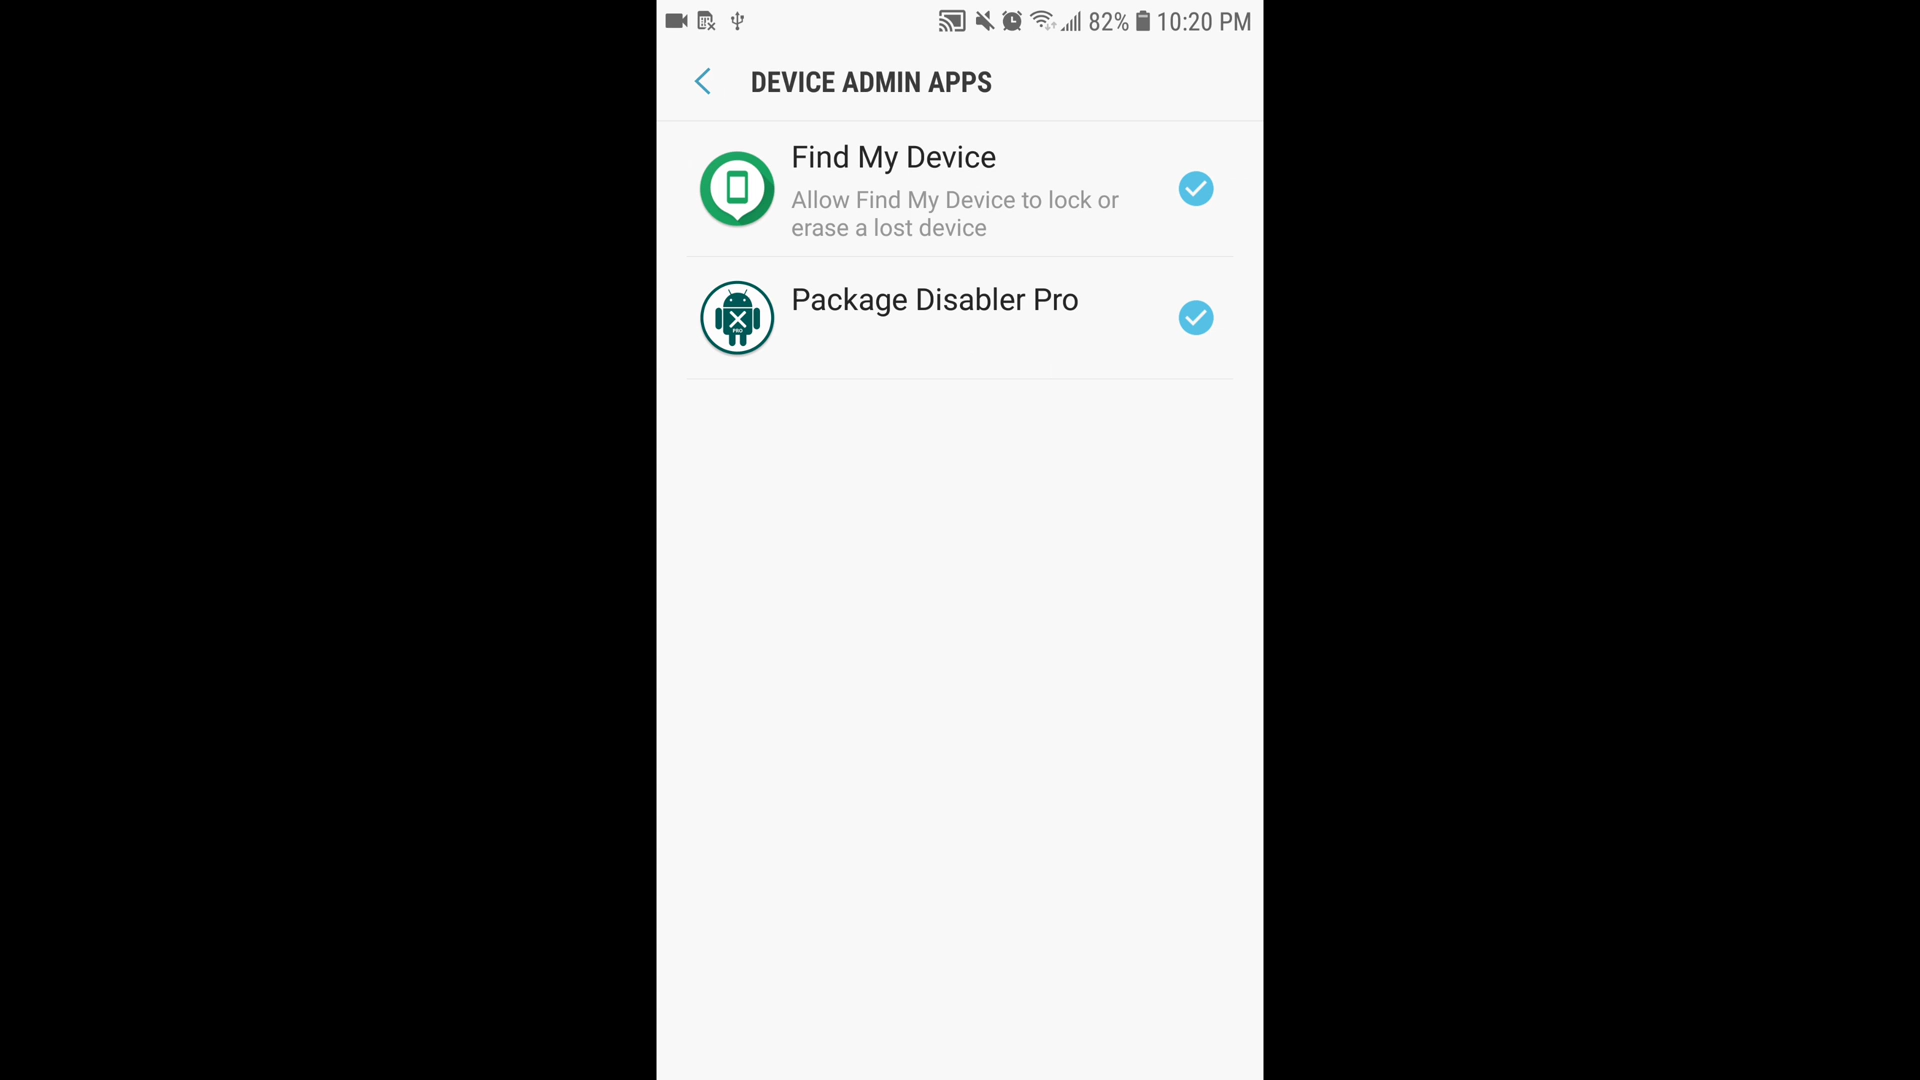 82% 10:20 PM
DEVICE ADMIN APPS
Find My Device
Allow Find My Device to lock or
erase a lost device
Package Disabler Pro
PRO